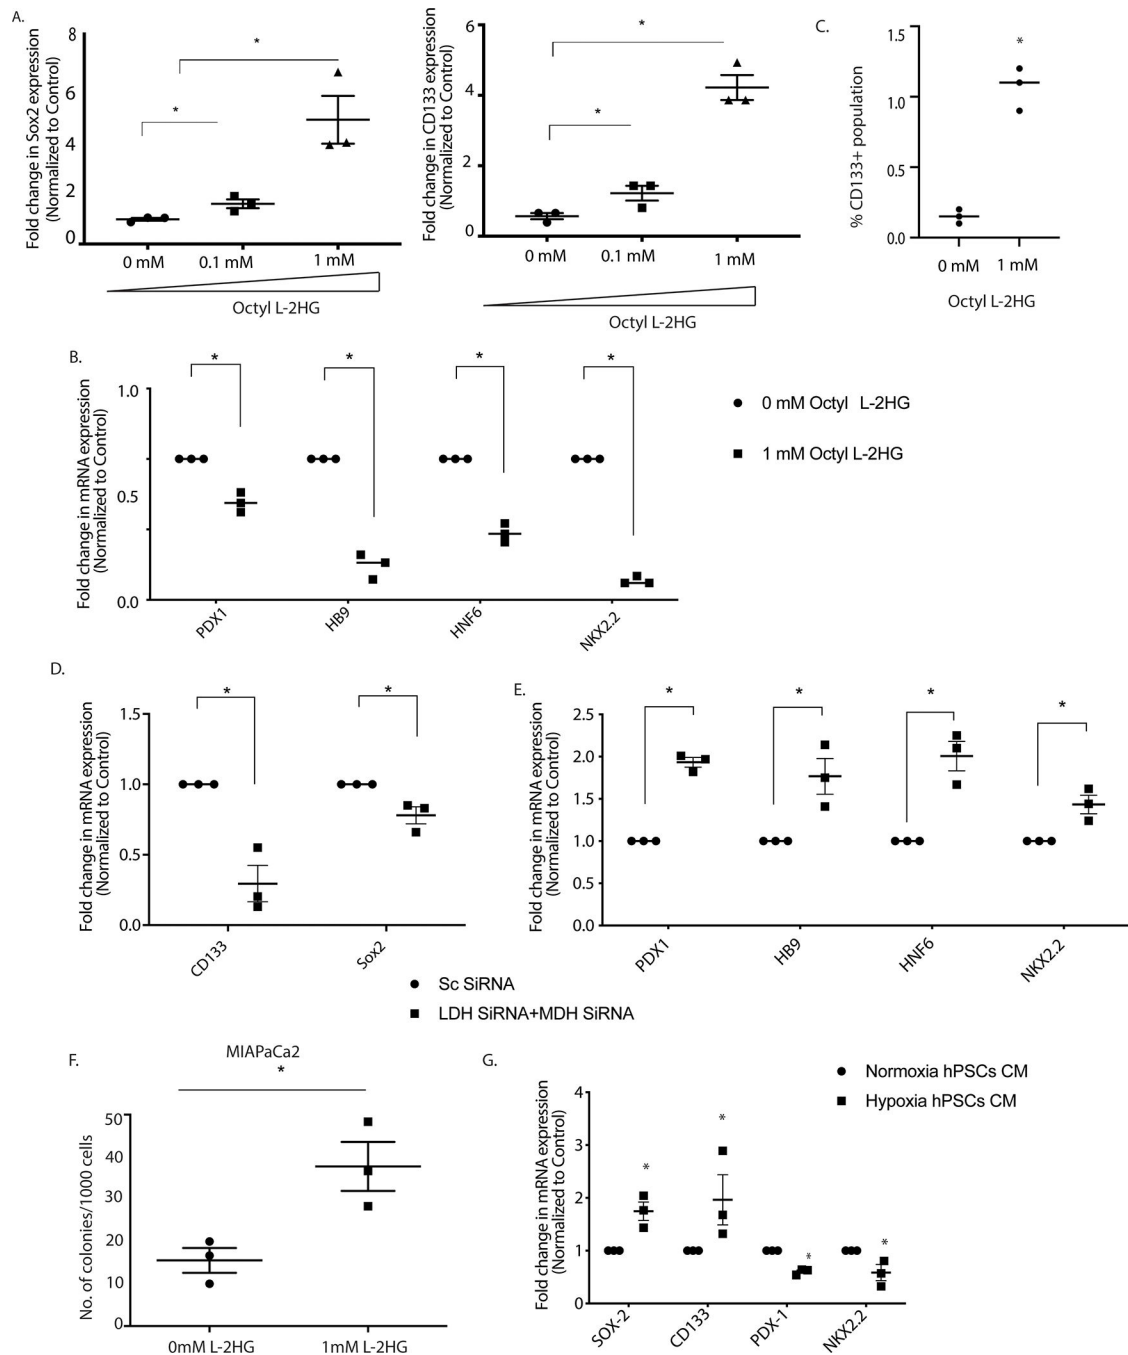 A.
Fold change in Sox2 expression
(Normalized to Control)
8
6
4
2
0
*
*
0 mM
0.1 mM
1 mM
Octyl L-2HG
Fold change in CD133 expression
(Normalized to Control)
6
4
2
0
*
*
0 mM
0.1 mM
1 mM
Octyl L-2HG
C.
% CD133+ population
1.5
1.0
0.5
0.0
*
0 mM
1 mM
Octyl L-2HG
B.
Fold change in mRNA expression
(Normalized to Control)
1.0
0.5
0.0
*
*
*
*
PDX1
HB9
HNF6
NKX2.2
0 mM Octyl L-2HG
1 mM Octyl L-2HG
D.
Fold change in mRNA expression
(Normalized to Control)
1.5
1.0
0.5
0.0
*
*
CD133
Sox2
E.
Fold change in mRNA expression
(Normalized to Control)
2.5
2.0
1.5
1.0
0.5
0.0
*
*
*
*
PDX1
HB9
HNF6
NKX2.2
Sc SiRNA
LDH SiRNA+MDH SiRNA
F.
MIAPaCa2
*
No. of colonies/1000 cells
50
40
30
20
10
0
0mM L-2HG
1mM L-2HG
G.
Normoxia hPSCs CM
Hypoxia hPSCs CM
Fold change in mRNA expression
(Normalized to Control)
4
3
2
1
0
*
*
*
*
SOX-2
CD133
PDX-1
NKX2.2